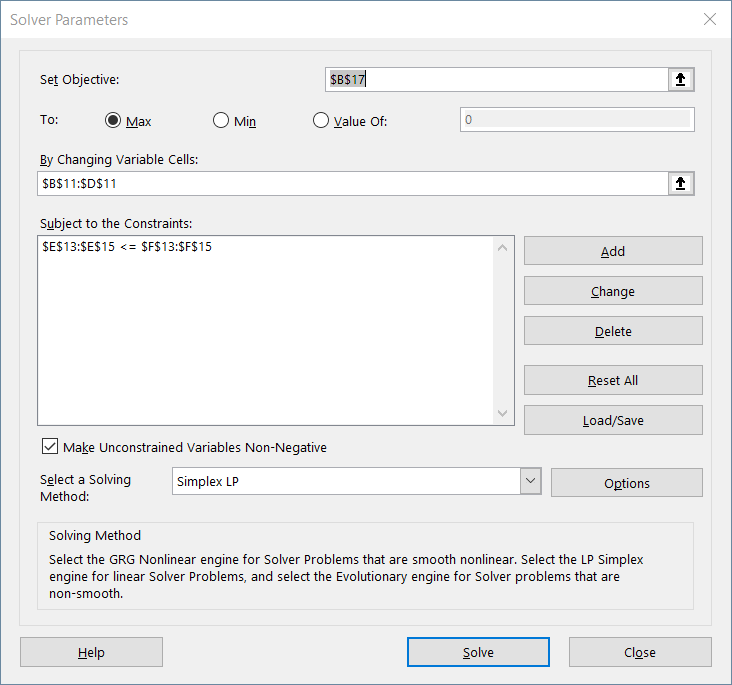 Solver Parameters
Set Objective:
$B$17
To:
Max
Min
Value Of:
0
By Changing Variable Cells:
$B$11:$D$11
Subject to the Constraints:
$E$13:$E$15 <= $F$13:$F$15
Add
Change
Delete
Reset All
Load/Save
Make Unconstrained Variables Non-Negative
Select a Solving
Method:
Simplex LP
Options
Solving Method
Select the GRG Nonlinear engine for Solver Problems that are smooth nonlinear. Select the LP Simplex
engine for linear Solver Problems, and select the Evolutionary engine for Solver problems that are
non-smooth.
Help
Solve
Close